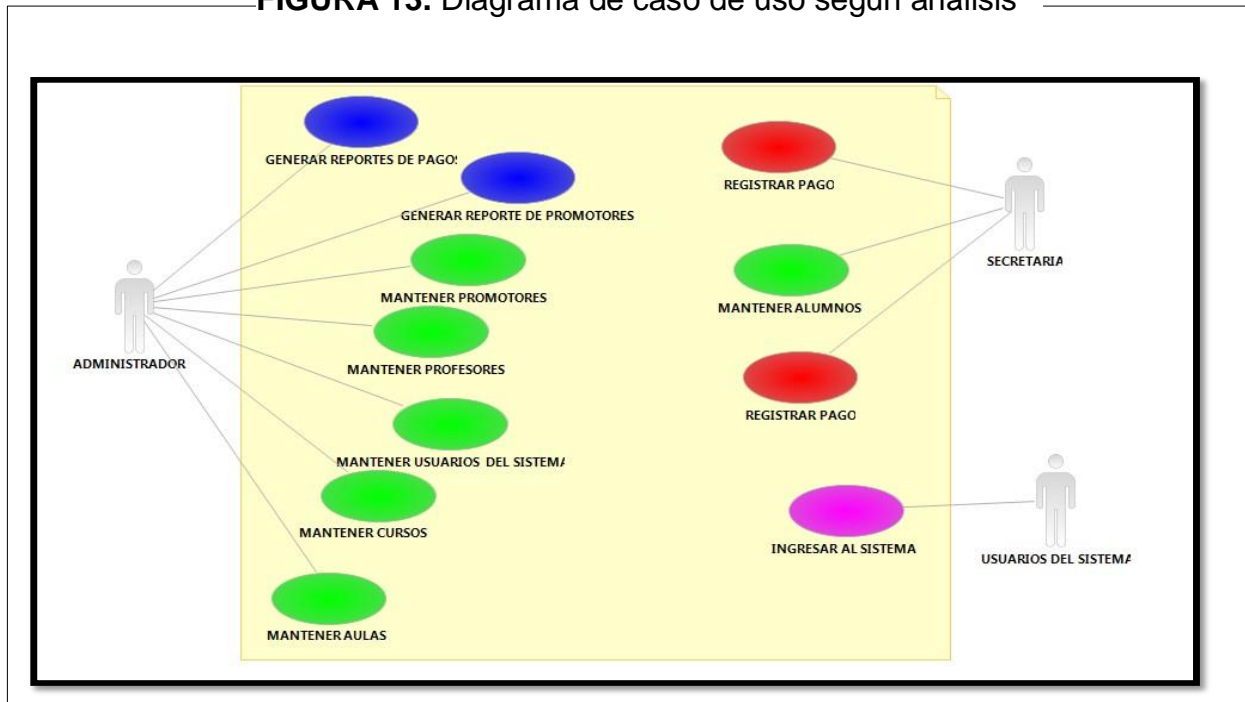 FIGURA 13. Diagrama de caso de uso según análisis
GENERAR REPORTES DE PAGOS
GENERAR REPORTE DE PROMOTORES
MANTENER PROMOTORES
MANTENER PROFESORES
MANTENER USUARIOS DEL SISTEMA
MANTENER CURSOS
MANTENER AULAS
ADMINISTRADOR
REGISTRAR PAGO
MANTENER ALUMNOS
REGISTRAR PAGO
INGRESAR AL SISTEMA
SECRETARIA
USUARIOS DEL SISTEMA